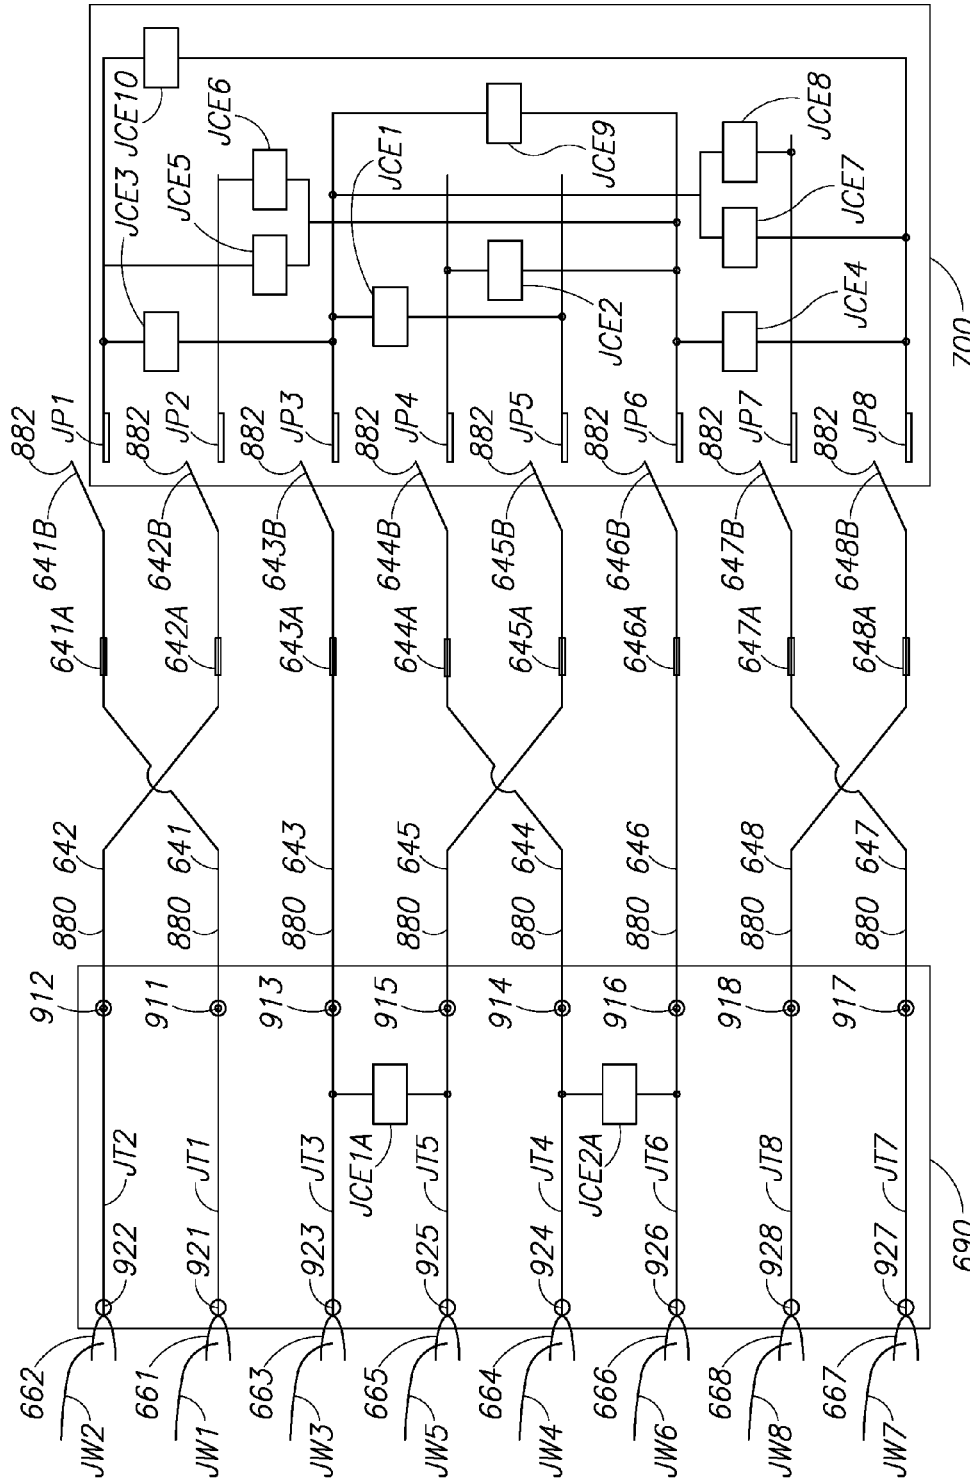 JCE10
JCE3
JCE6
JCE5
JCE1
JCE9
JCE8
JCE7
JCE2
JCE4
700
882
JP1
882
JP2
882
JP3
882
JP4
882
JP5
882
JP6
882
JP7
882
JP8
641B
642B
643B
644B
645B
646B
647B
648B
641A
642A
643A
644A
645A
646A
647A
648A
642
641
643
645
644
646
648
647
880
880
880
880
880
880
880
880
912
911
913
915
914
916
918
917
JCE1A
JCE2A
JT2
JT1
JT3
JT5
JT4
JT6
JT8
JT7
922
921
923
925
924
926
928
927
690
662
661
663
665
664
666
668
667
JW2
JW1
JW3
JW5
JW4
JW6
JW8
JW7